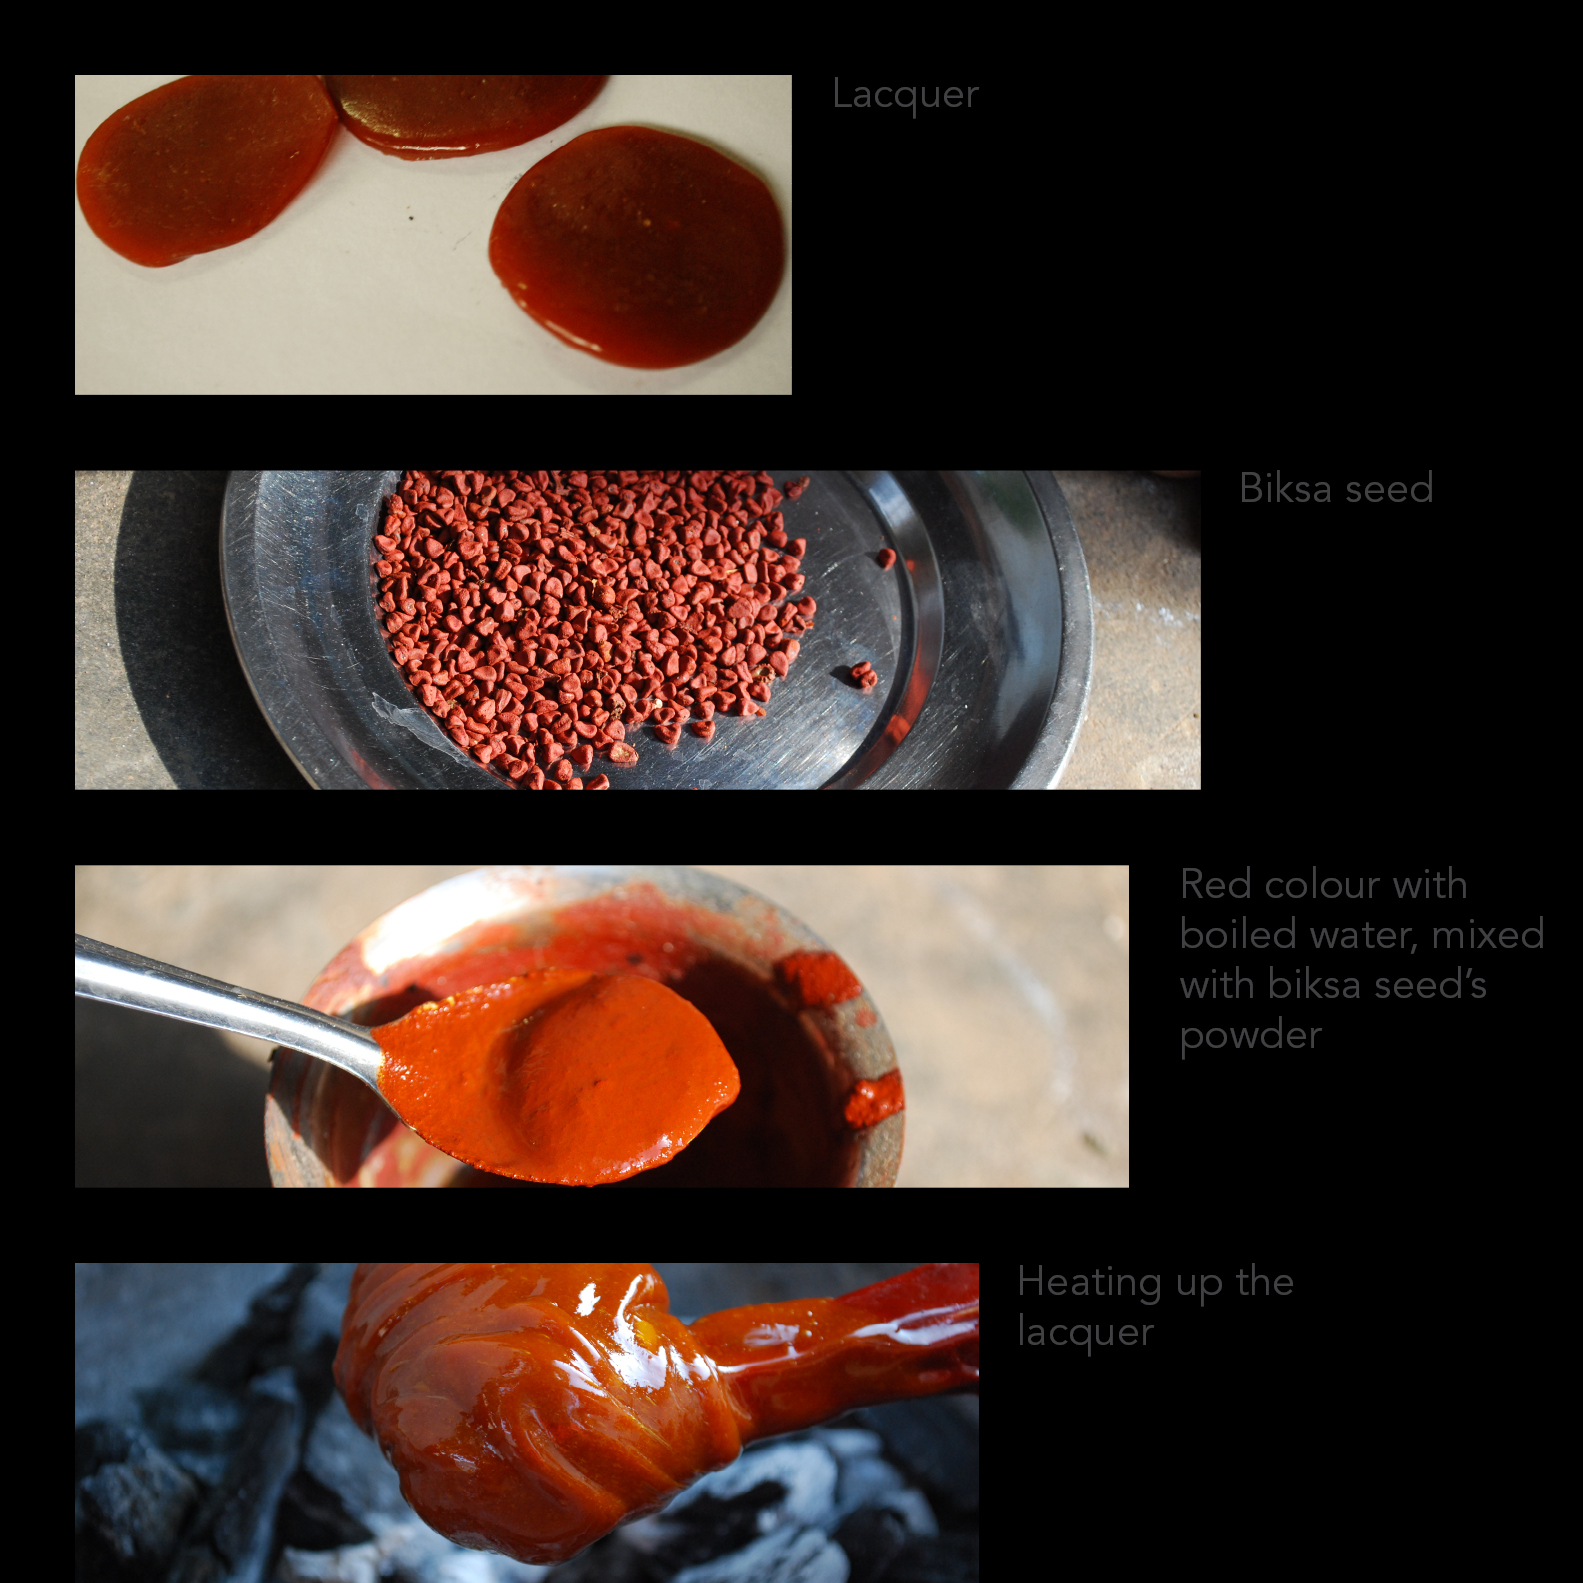 Lacquer
Biksa seed
Red colour with
boiled water, mixed
with biksa seed’s
powder
Heating up the
lacquer